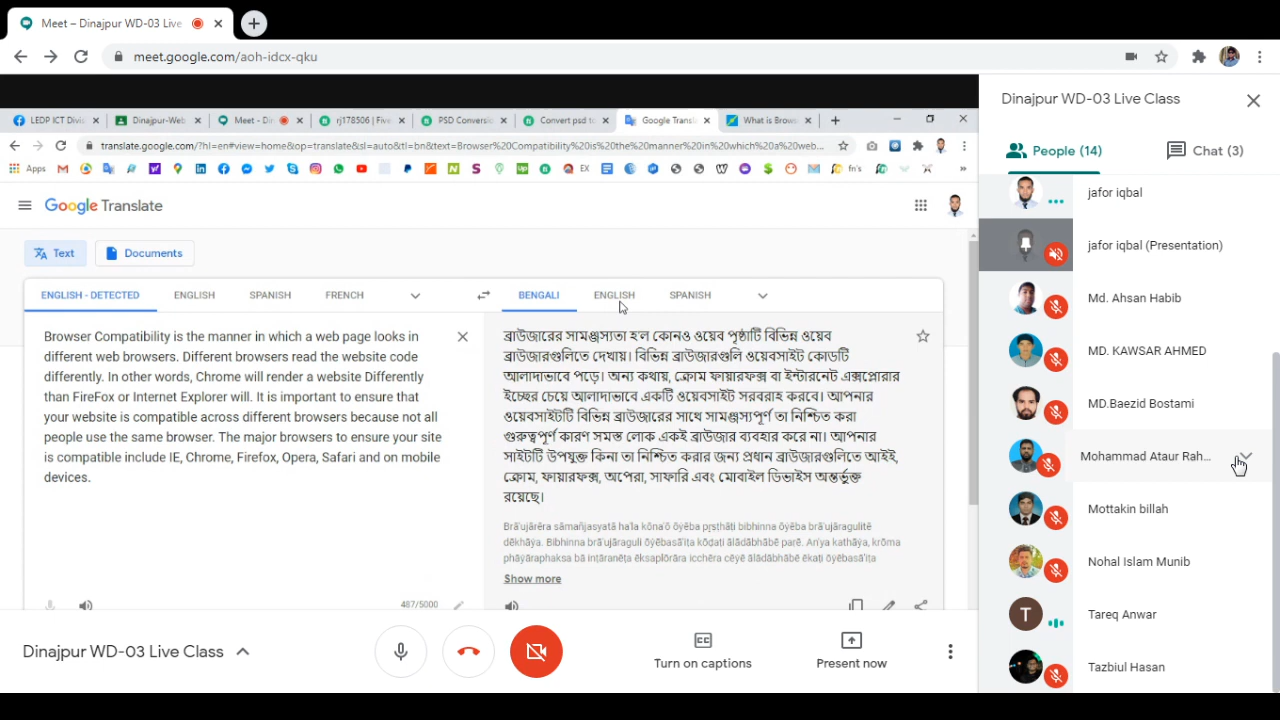 Meet – Dinajpur WD-03 Live
meet.google.com/aoh-idcx-qku
Dinajpur WD-03 Live Class
People (14)
Chat (3)
LEDP ICT Divi
Dinajpur-Web
Meet - Din
rj178506 | Five
PSD Conversio
Convert psd to
Google Transl
What is Brows
translate.google.com/?hl=en#view=home&op=translate&sl=auto&tl=bn&text=Browser%20Compatibility%20is%20the%20manner%20in%20which%20a%20web...
Apps
EX
fn's
Google Translate
Text
Documents
ENGLISH - DETECTED
ENGLISH
SPANISH
FRENCH
BENGALI
ENGLISH
SPANISH
Browser Compatibility is the manner in which a web page looks in
different web browsers. Different browsers read the website code
differently. In other words, Chrome will render a website Differently
than FireFox or Internet Explorer will. It is important to ensure that
your website is compatible across different browsers because not all
people use the same browser. The major browsers to ensure your site
is compatible include IE, Chrome, Firefox, Opera, Safari and on mobile
devices.
487/5000
ব্রাউজারের সামঞ্জস্যতা হ'ল কোনও ওয়েব পৃষ্ঠাটি বিভিন্ন ওয়েব
ব্রাউজারগুলিতে দেখায়। বিভিন্ন ব্রাউজারগুলি ওয়েবসাইট কোডটি
আলাদাভাবে পড়ে। অন্য কথায়, ক্রোম ফায়ারফক্স বা ইন্টারনেট এক্সপ্লোরার
ইচ্ছের চেয়ে আলাদাভাবে একটি ওয়েবসাইট সরবরাহ করবে। আপনার
ওয়েবসাইটটি বিভিন্ন ব্রাউজারের সাথে সামঞ্জস্যপূর্ণ তা নিশ্চিত করা
গুরুত্বপূর্ণ কারণ সমস্ত লোক একই ব্রাউজার ব্যবহার করে না। আপনার
সাইটটি উপযুক্ত কিনা তা নিশ্চিত করার জন্য প্রধান ব্রাউজারগুলিতে আইই,
ক্রোম, ফায়ারফক্স, অপেরা, সাফারি এবং মোবাইল ডিভাইস অন্তর্ভুক্ত
রয়েছে।
Brā'ujārēra sāmañjasyatā ha'la kōna'ō ōẏēba pr̥ṣṭhāṭi bibhinna ōẏēba brā'ujāragulitē
dēkhāẏa. Bibhinna brā'ujāraguli ōẏēbasā'iṭa kōḍaṭi ālādābhābē paṛē. An'ya kathāẏa, krōma
phāẏāraphaksa bā inṭāranēṭa ēksaplōrāra icchēra cēẏē ālādābhābē ēkaṭi ōẏēbasā'iṭa
Show more
jafor iqbal
jafor iqbal (Presentation)
Md. Ahsan Habib
MD. KAWSAR AHMED
MD.Baezid Bostami
Mohammad Ataur Rah...
Mottakin billah
Nohal Islam Munib
T
Tareq Anwar
Tazbiul Hasan
Dinajpur WD-03 Live Class
Turn on captions
Present now